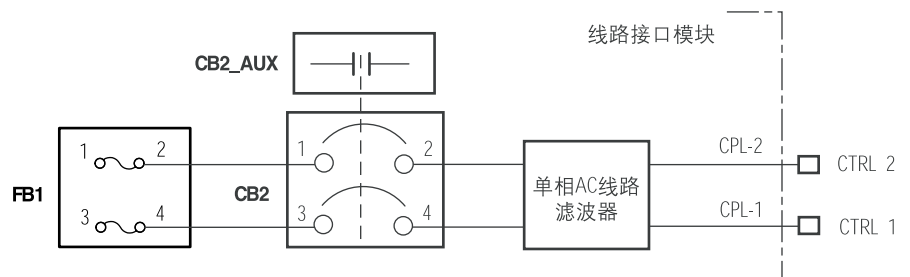 线路接口模块
CB2_AUX
1 2
3 4
FB1
1 2
3 4
CB2
单相AC线路
滤波器
CPL-2
CTRL 2
CPL-1
CTRL 1